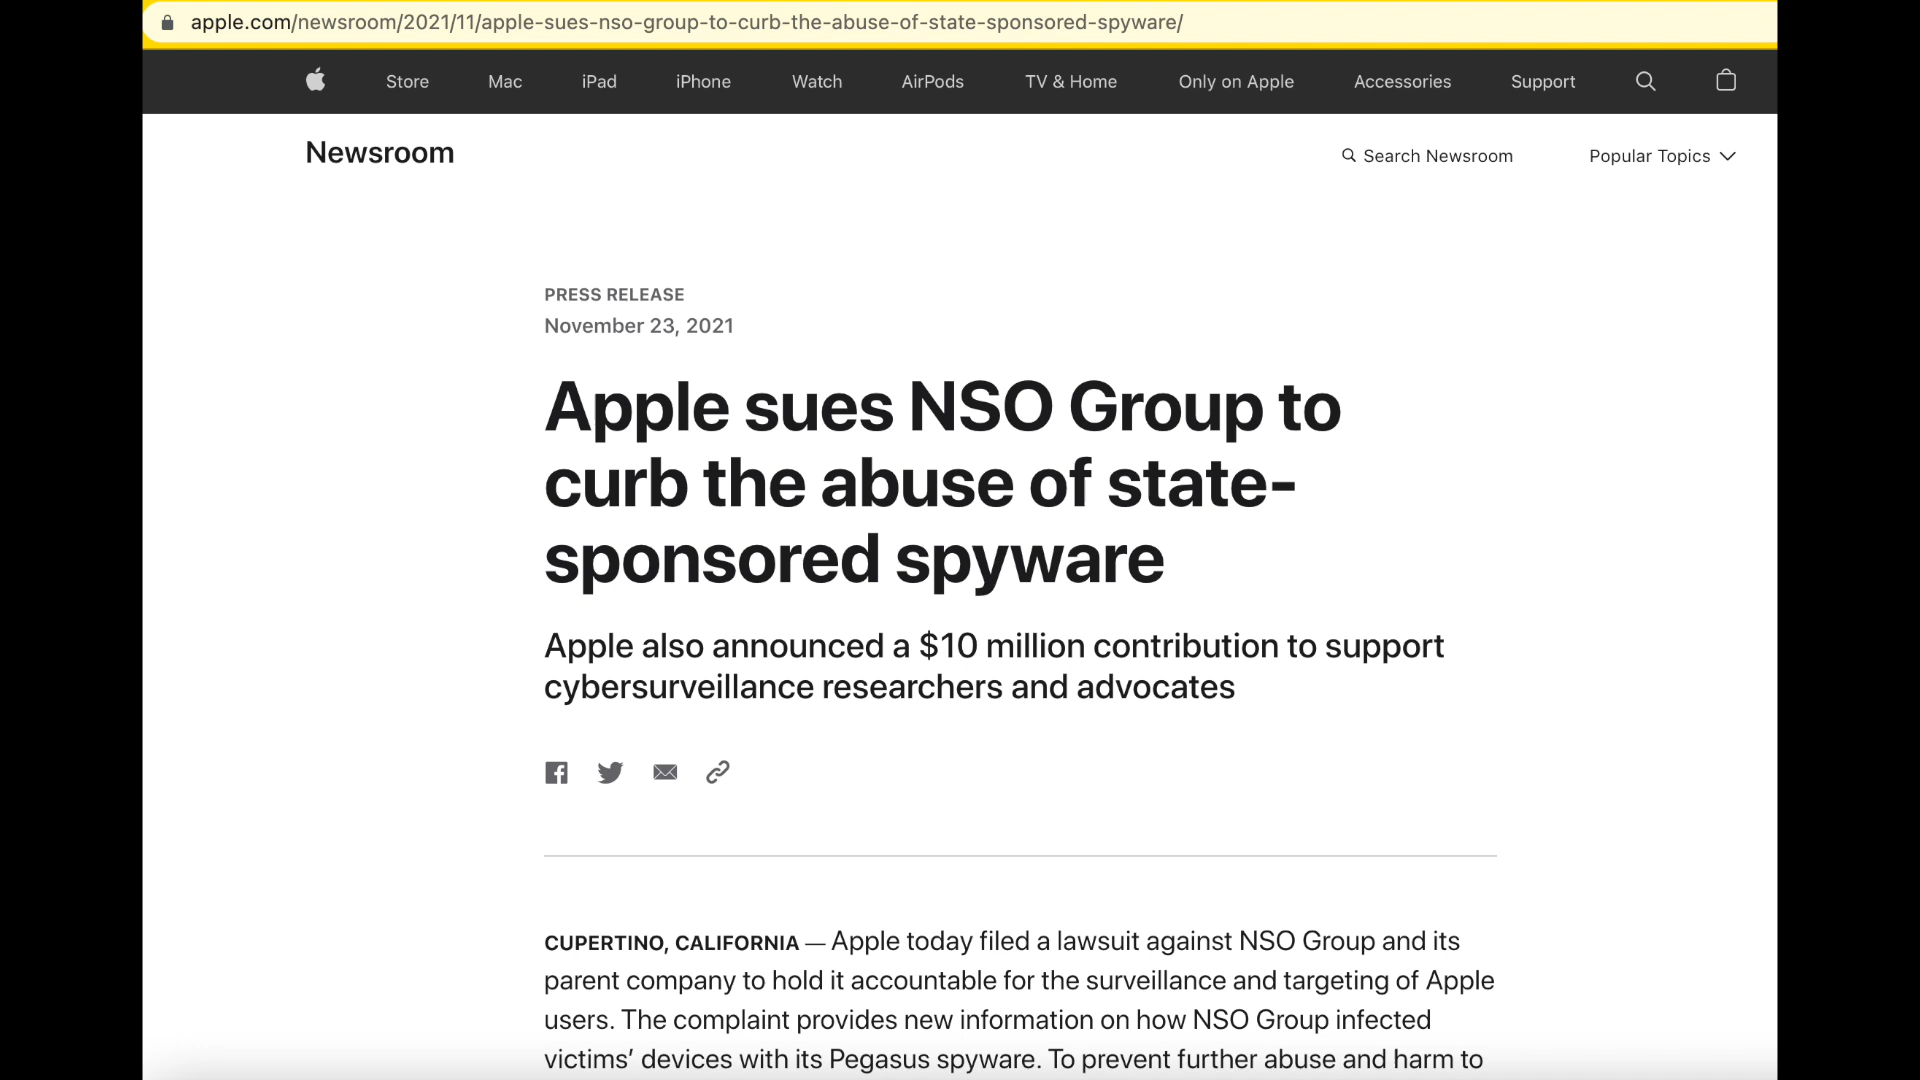 apple.com/newsroom/2021/11/apple-sues-nso-group-to-curb-the-abuse-of-state-sponsored-spyware/
Store Mac iPad iPhone Watch AirPods TV & Home Only on Apple Accessories Support
Newsroom
Search Newsroom Popular Topics
PRESS RELEASE
November 23, 2021
Apple sues NSO Group to
curb the abuse of state-
sponsored spyware
Apple also announced a $10 million contribution to support
cybersurveillance researchers and advocates
CUPERTINO, CALIFORNIA — Apple today filed a lawsuit against NSO Group and its
parent company to hold it accountable for the surveillance and targeting of Apple
users. The complaint provides new information on how NSO Group infected
victims’ devices with its Pegasus spyware. To prevent further abuse and harm to